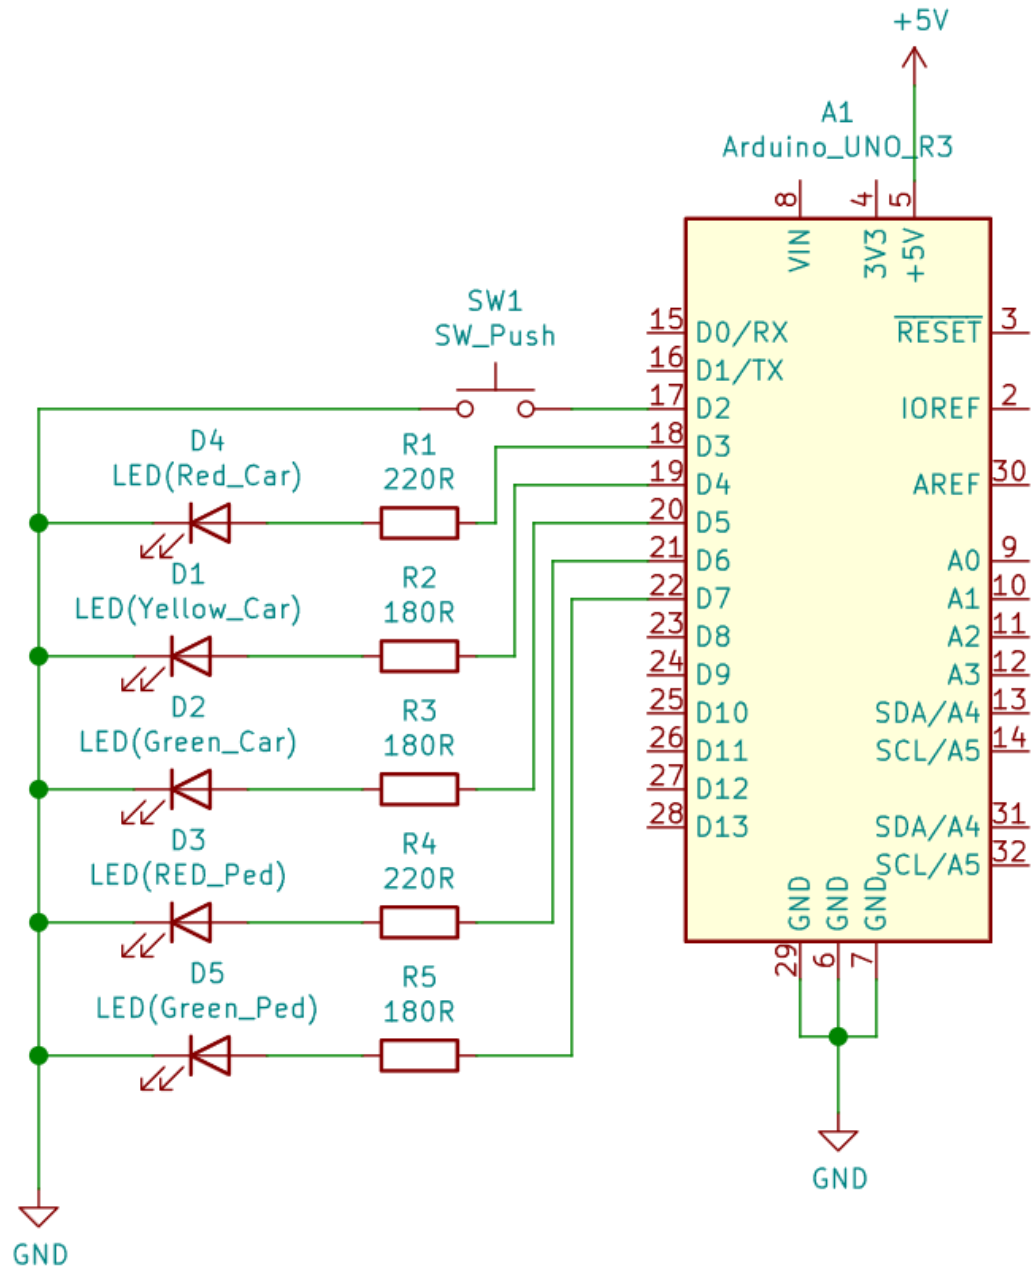 +5V
A1
Arduino_UNO_R3
8
4
5
VIN
3V3
+5V
SW1
SW_Push
15 D0/RX
RESET 3
16 D1/TX
17 D2
IOREF 2
18 D3
19 D4
AREF 30
20 D5
21 D6
A0 9
22 D7
A1 10
23 D8
A2 11
24 D9
A3 12
25 D10
SDA/A4 13
26 D11
SCL/A5 14
27 D12
28 D13
SDA/A4 31
SCL/A5 32
GND
GND
GND
29
6
7
GND
D4
LED(Red_Car)
R1
220R
D1
LED(Yellow_Car)
R2
180R
D2
LED(Green_Car)
R3
180R
D3
LED(RED_Ped)
R4
220R
D5
LED(Green_Ped)
R5
180R
GND